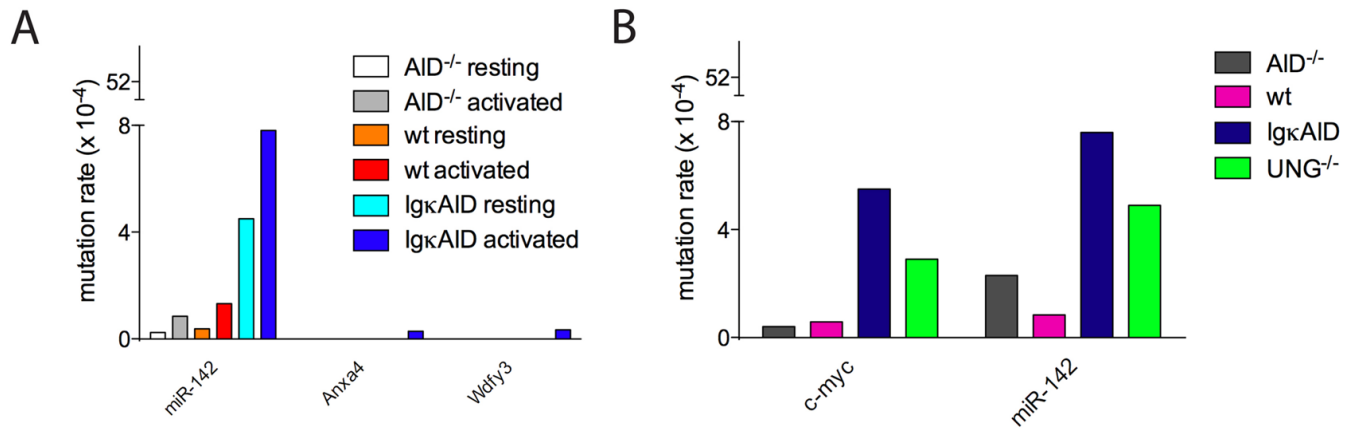 A
mutation rate (x 10⁻⁴)
52
8
4
0
AID⁻/⁻ resting
AID⁻/⁻ activated
wt resting
wt activated
IgκAID resting
IgκAID activated
miR-142
Anxa4
Wdfy3
B
mutation rate (x 10⁻⁴)
52
8
4
0
AID⁻/⁻
wt
IgκAID
UNG⁻/⁻
c-myc
miR-142